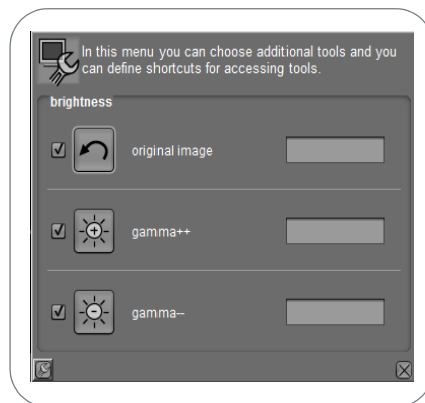 In this menu you can choose additional tools and you
can define shortcuts for accessing tools.
brightness
original image
gamma++
gamma--